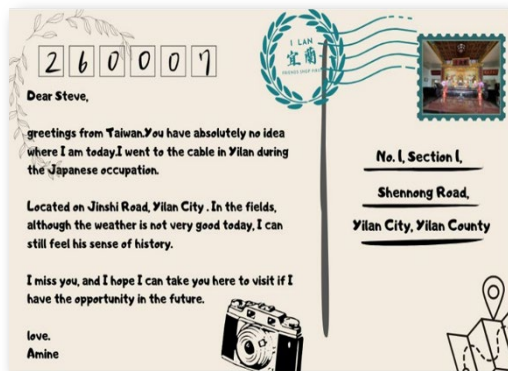 260007
Dear Steve,
greetings from Taiwan.You have absolutely no idea
where I am today.I went to the cable in Yilan during
the Japanese occupation.
Located on Jinshi Road, Yilan City . In the fields,
although the weather is not very good today, I can
still feel his sense of history.
I miss you, and I hope I can take you here to visit if I
have the opportunity in the future.
love.
Amine
I LAN
宜蘭
No. 1, Section 1,
Shennong Road,
Yilan City, Yilan County